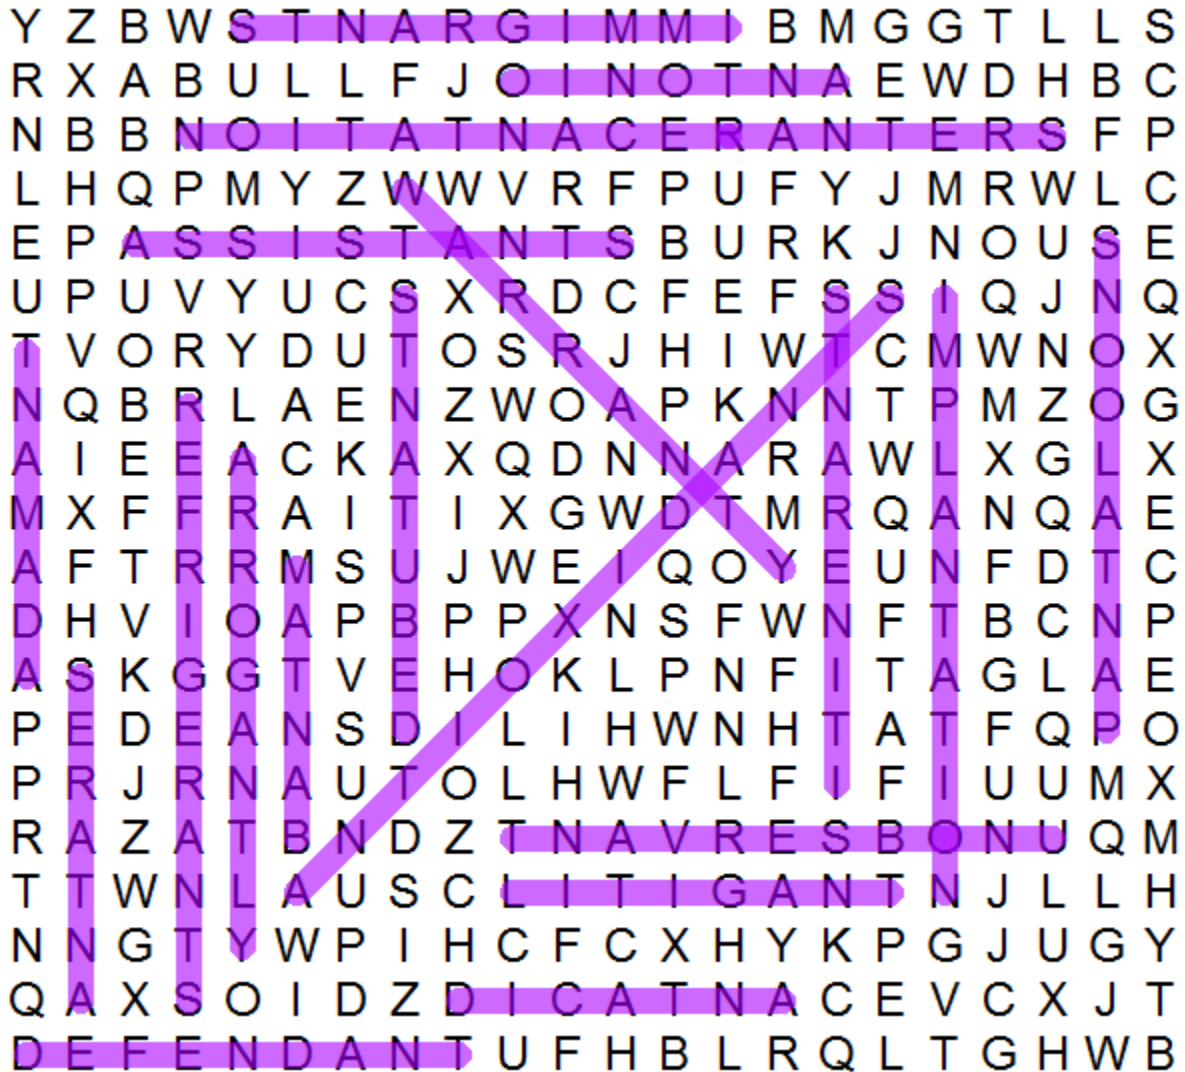 Y Z B W S T N A R G I M M I B M G G T L L S
R X A B U L L F J O I N O T N A E W D H B C
N B B N O I T A T N A C E R A N T E R S F P
L H Q P M Y Z W W V R F P U F Y J M R W L C
E P A S S I S T A N T S B U R K J N O U S E
U P U V Y U C S X R D C F E F S S I Q J N Q
T V O R Y D U T O S R J H I W T C M W N O X
N Q B R L A E N Z W O A P K N N T P M Z O G
A I E E A C K A X Q D N N A R A W L X G L X
M X F F R A I T I X G W D T M R Q A N Q A E
A F T R R M S U J W E I Q O Y E U N F D T C
D H V I O A P B P P X N S F W N F T B C N P
A S K G G T V E H O K L P N F I T A G L A E
P E D E A N S D I L I H W N H T A T F Q P O
P R J R N A U T O L H W F L F I F I U U M X
R A Z A T B N D Z T N A V R E S B O N U Q M
T T W N L A U S C L I T I G A N T N J L L H
N N G T Y W P I H C F C X H Y K P G J U G Y
Q A X S O I D Z D I C A T N A C E V C X J T
D E F E N D A N T U F H B L R Q L T G H W B